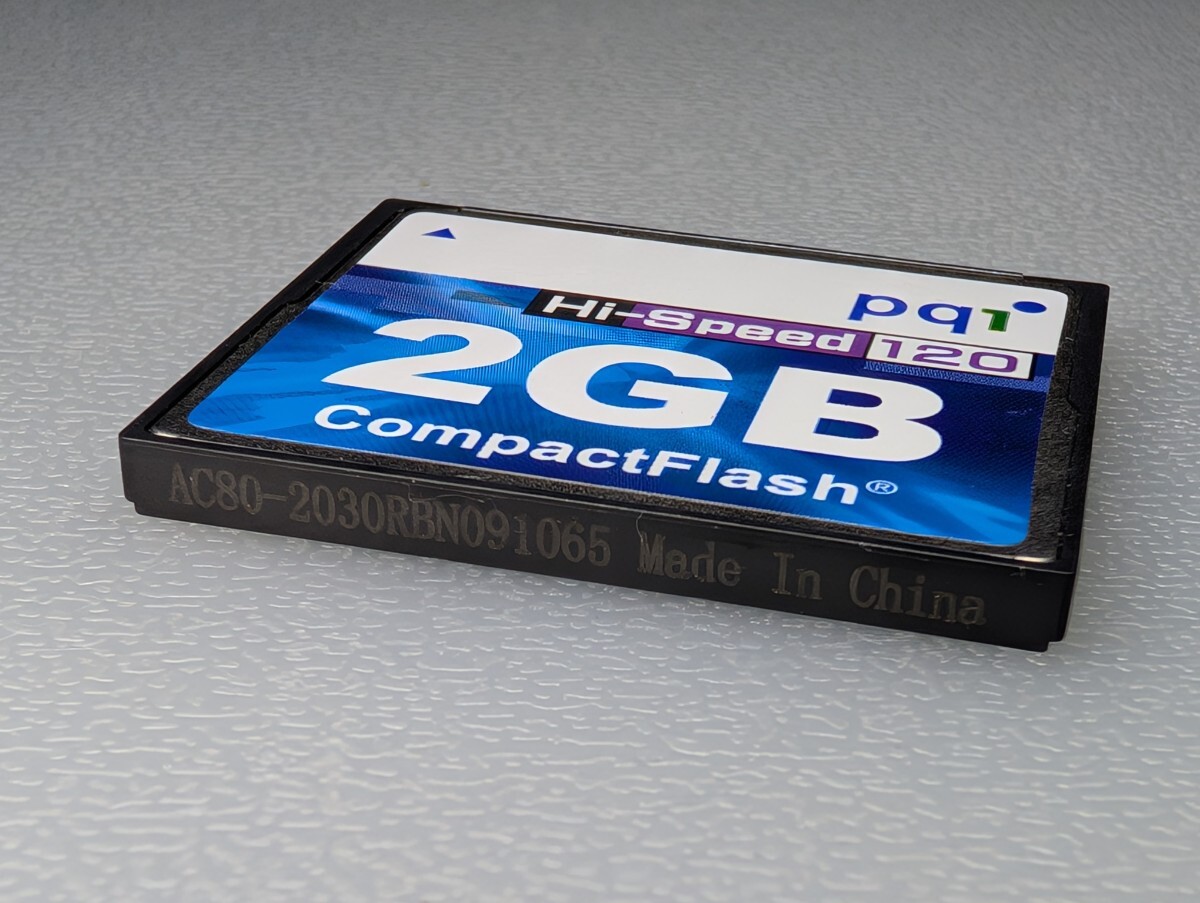 pqi
Hi-Speed 120
2GB
CompactFlash®
AC80-2030RBN091065 Made In China